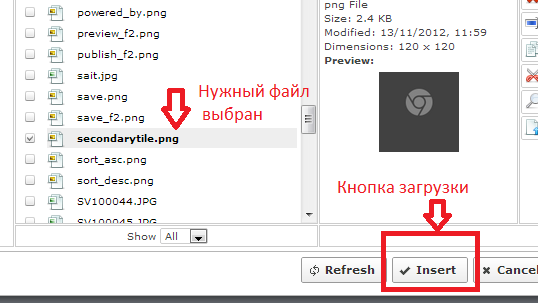 powered_by.png
preview_f2.png
publish_f2.png
sait.jpg
save.png
save_f2.png
secondarytile.png
sort_asc.png
sort_desc.png
SV100044.JPG
SV100045.JPG
Show All
Нужный файл
выбран
png File
Size: 2.4 KB
Modified: 13/11/2012, 11:59
Dimensions: 120 x 120
Preview:
Кнопка загрузки
Refresh
Insert
Cancel